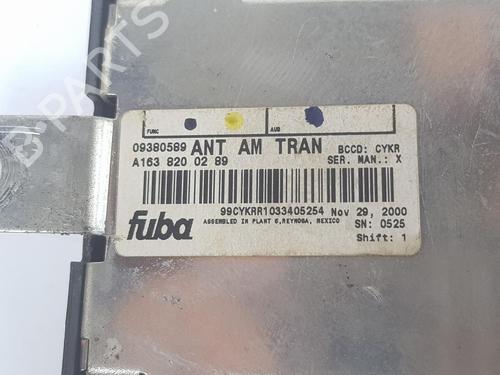 FUNC AUD
09380589 ANT AM TRAN BCCD: CYKR
A163 820 02 89 SER. MAN.: X
99CYKRR1033405254 Nov 29, 2000
fuba ASSEMBLED IN PLANT 6,REYNOSA, MEXICO SN: 0525
Shift: 1
B-PARTS